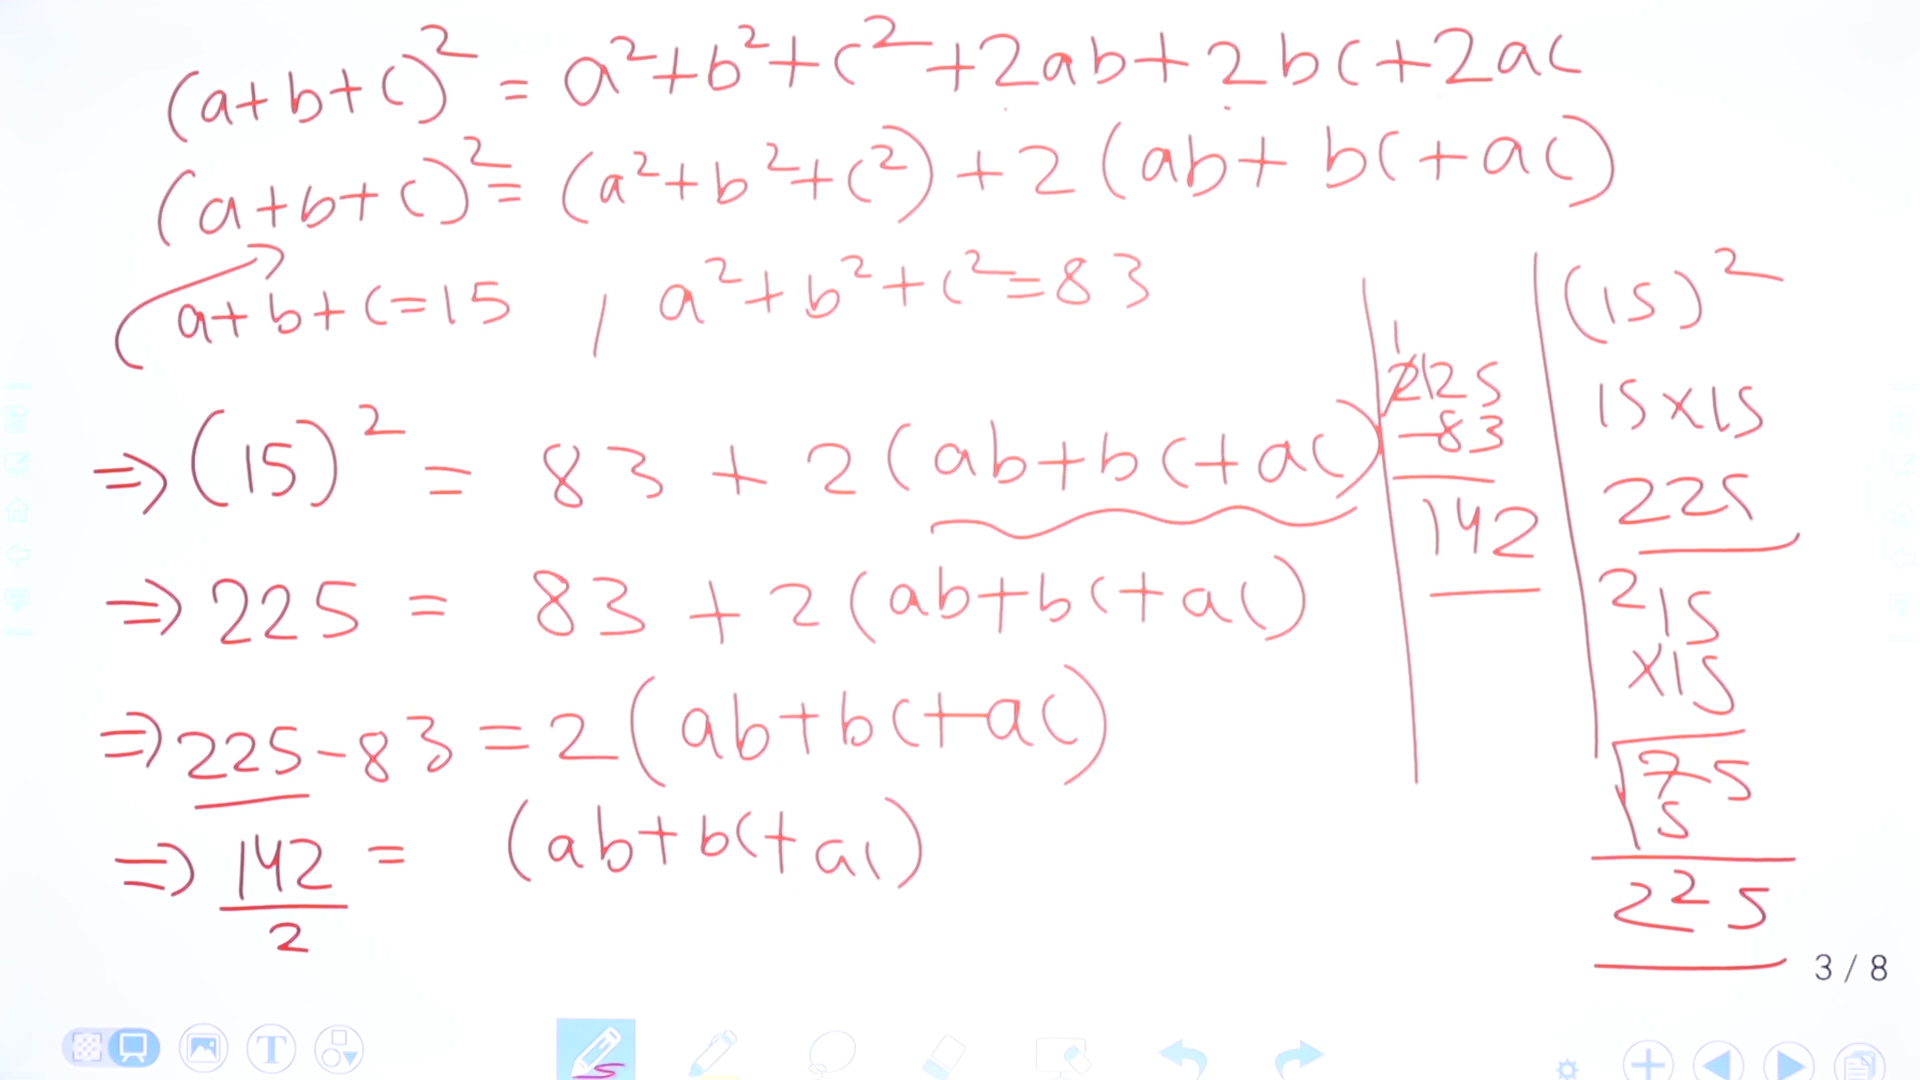 (a+b+c)² = a²+b²+c²+2ab+2bc+2ac
(a+b+c)² = (a²+b²+c²)+2(ab+bc+ac)
a+b+c=15 , a²+b²+c²=83
⇒(15)² = 83 + 2(ab+bc+ac)
⇒225 = 83 + 2(ab+bc+ac)
⇒225-83=2(ab+bc+ac)
⇒142/2 = (ab+bc+ac)
1
2125
-83
142
(15)²
15×15
225
²15
×15
75
15
225
3 / 8
T